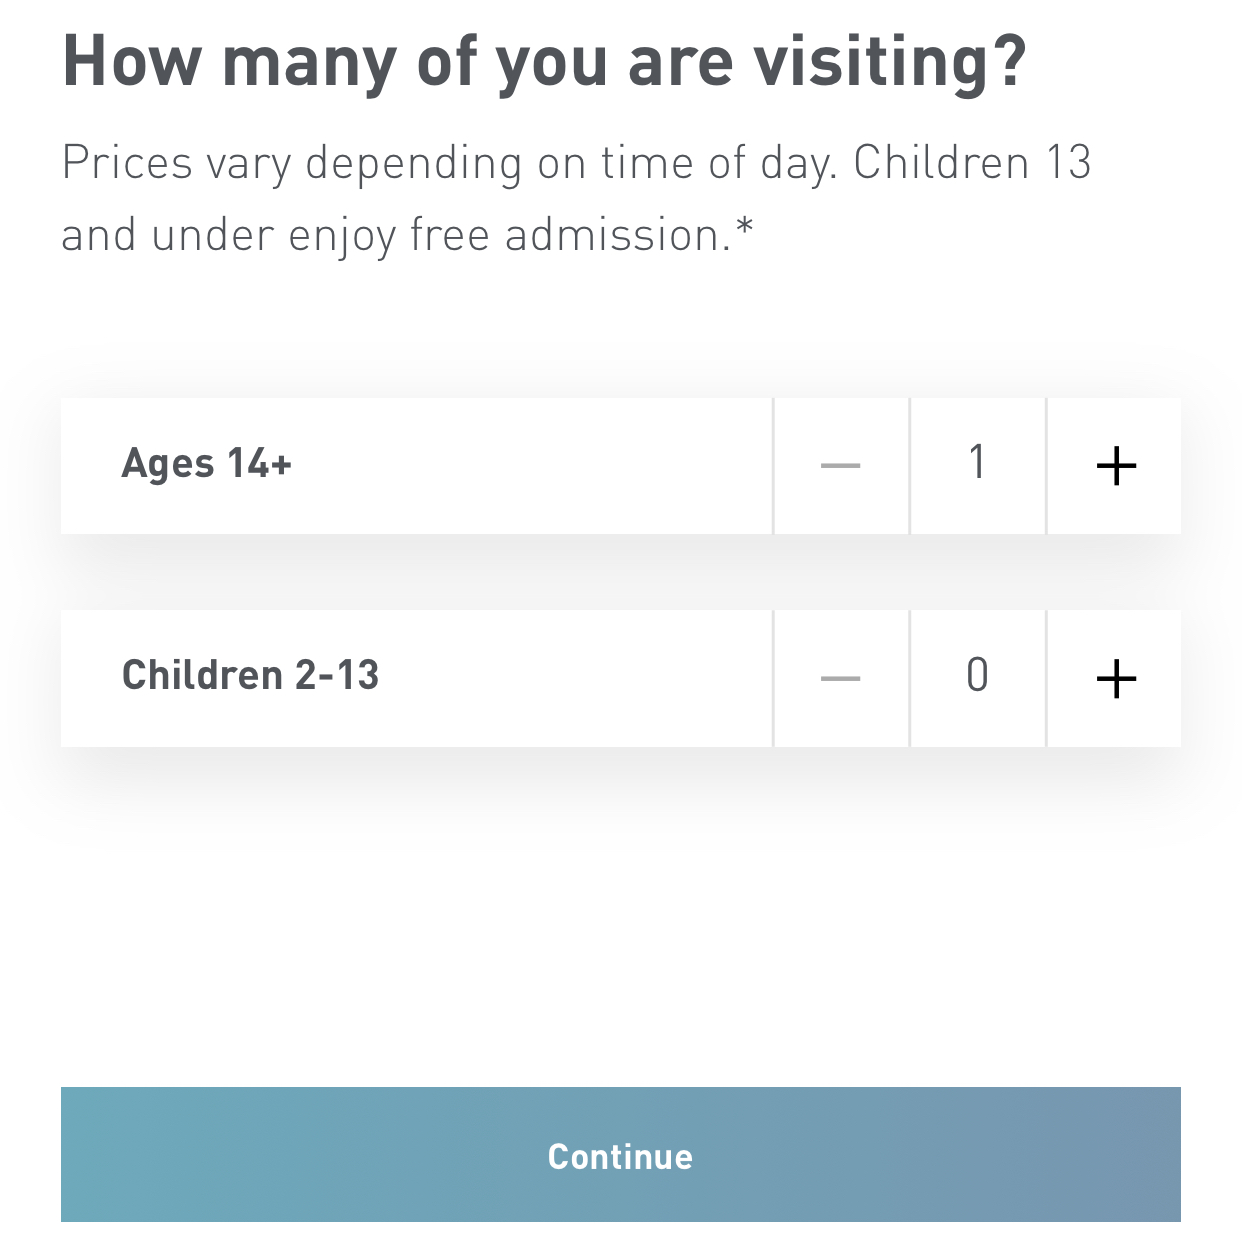 How many of you are visiting?
Prices vary depending on time of day. Children 13
and under enjoy free admission.*
Ages 14+ — 1 +
Children 2-13 — 0 +
Continue